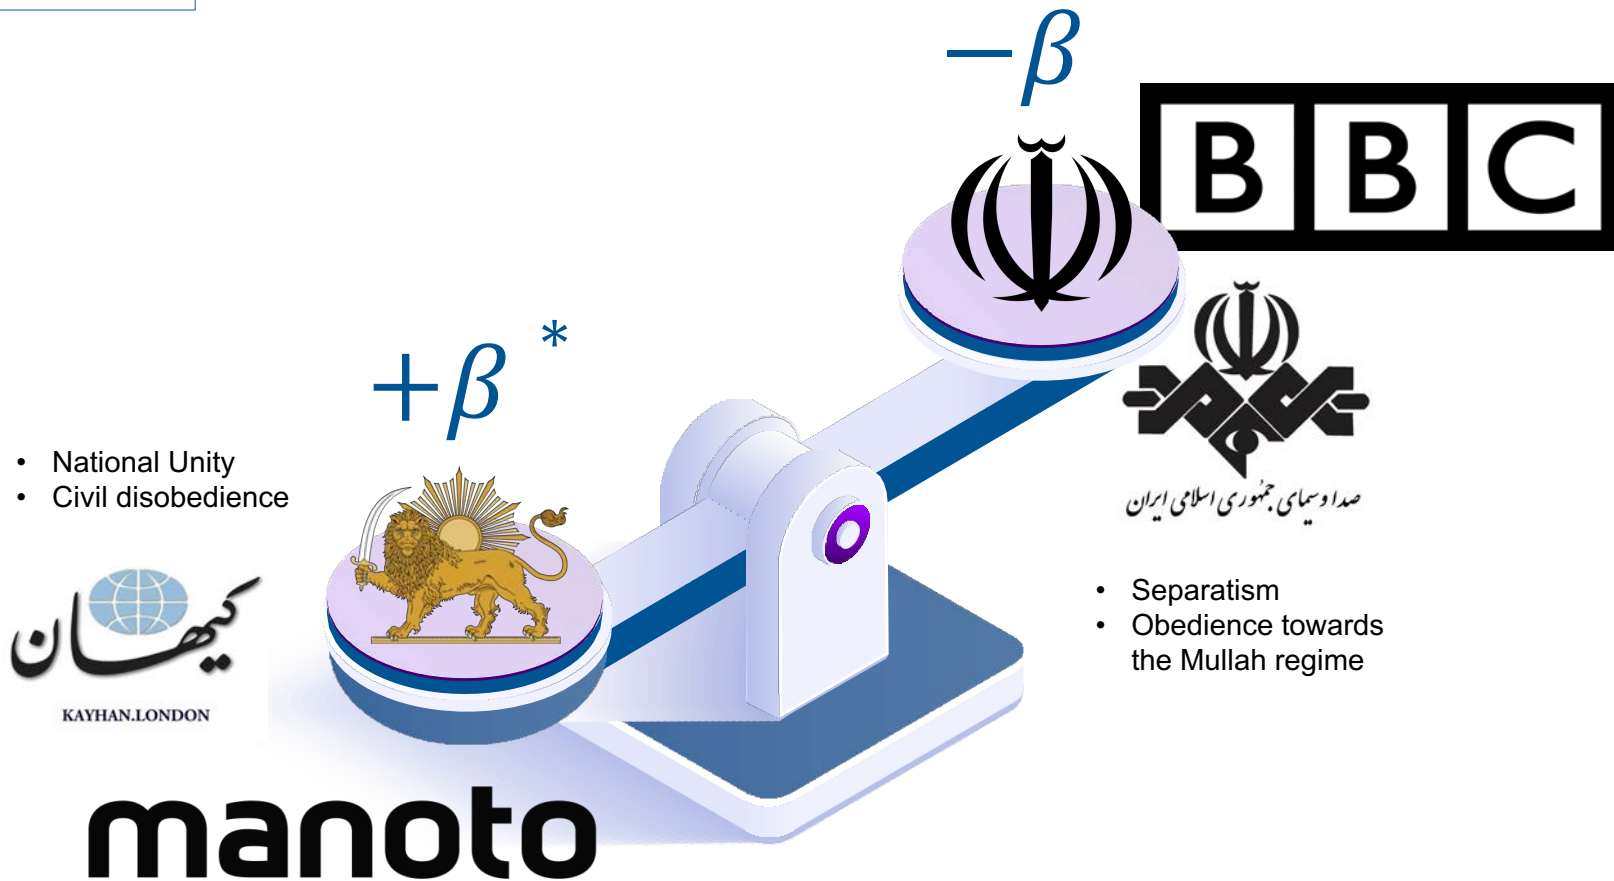 −β
BBC
+β *
• National Unity
• Civil disobedience
صدا و سیمای جمهوری اسلامی ایران
کیهان
KAYHAN.LONDON
• Separatism
• Obedience towards
the Mullah regime
manoto